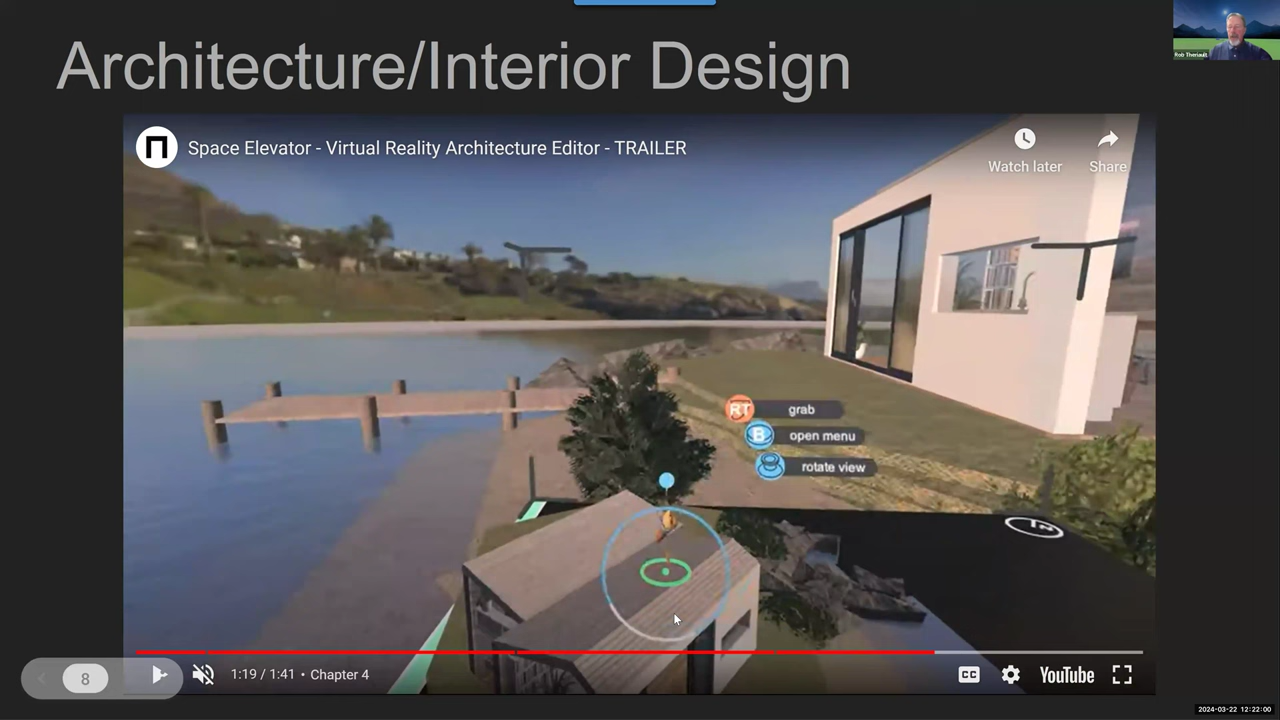 Architecture/Interior Design
Rob Theriault
Space Elevator - Virtual Reality Architecture Editor - TRAILER
Watch later
Share
RT grab
B open menu
rotate view
N
8
1:19 / 1:41 • Chapter 4
CC
YouTube
2024-03-22 12:22:00